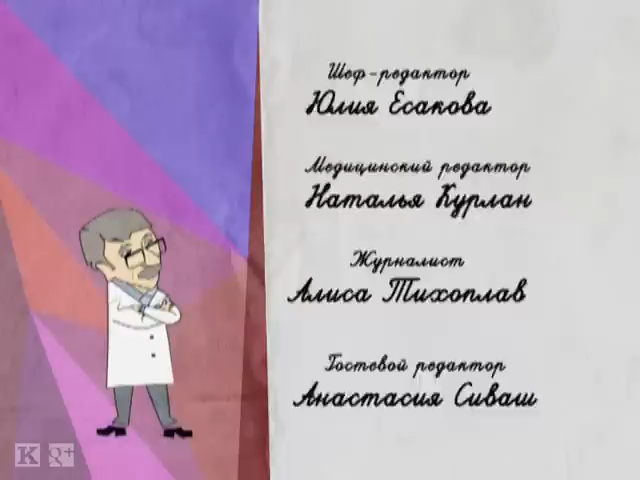 Шеф-редактор
Юлия Есакова
Медицинский редактор
Наталья Курлан
Журналист
Алиса Тихоплав
Гостевой редактор
Анастасия Сиваш
K g+